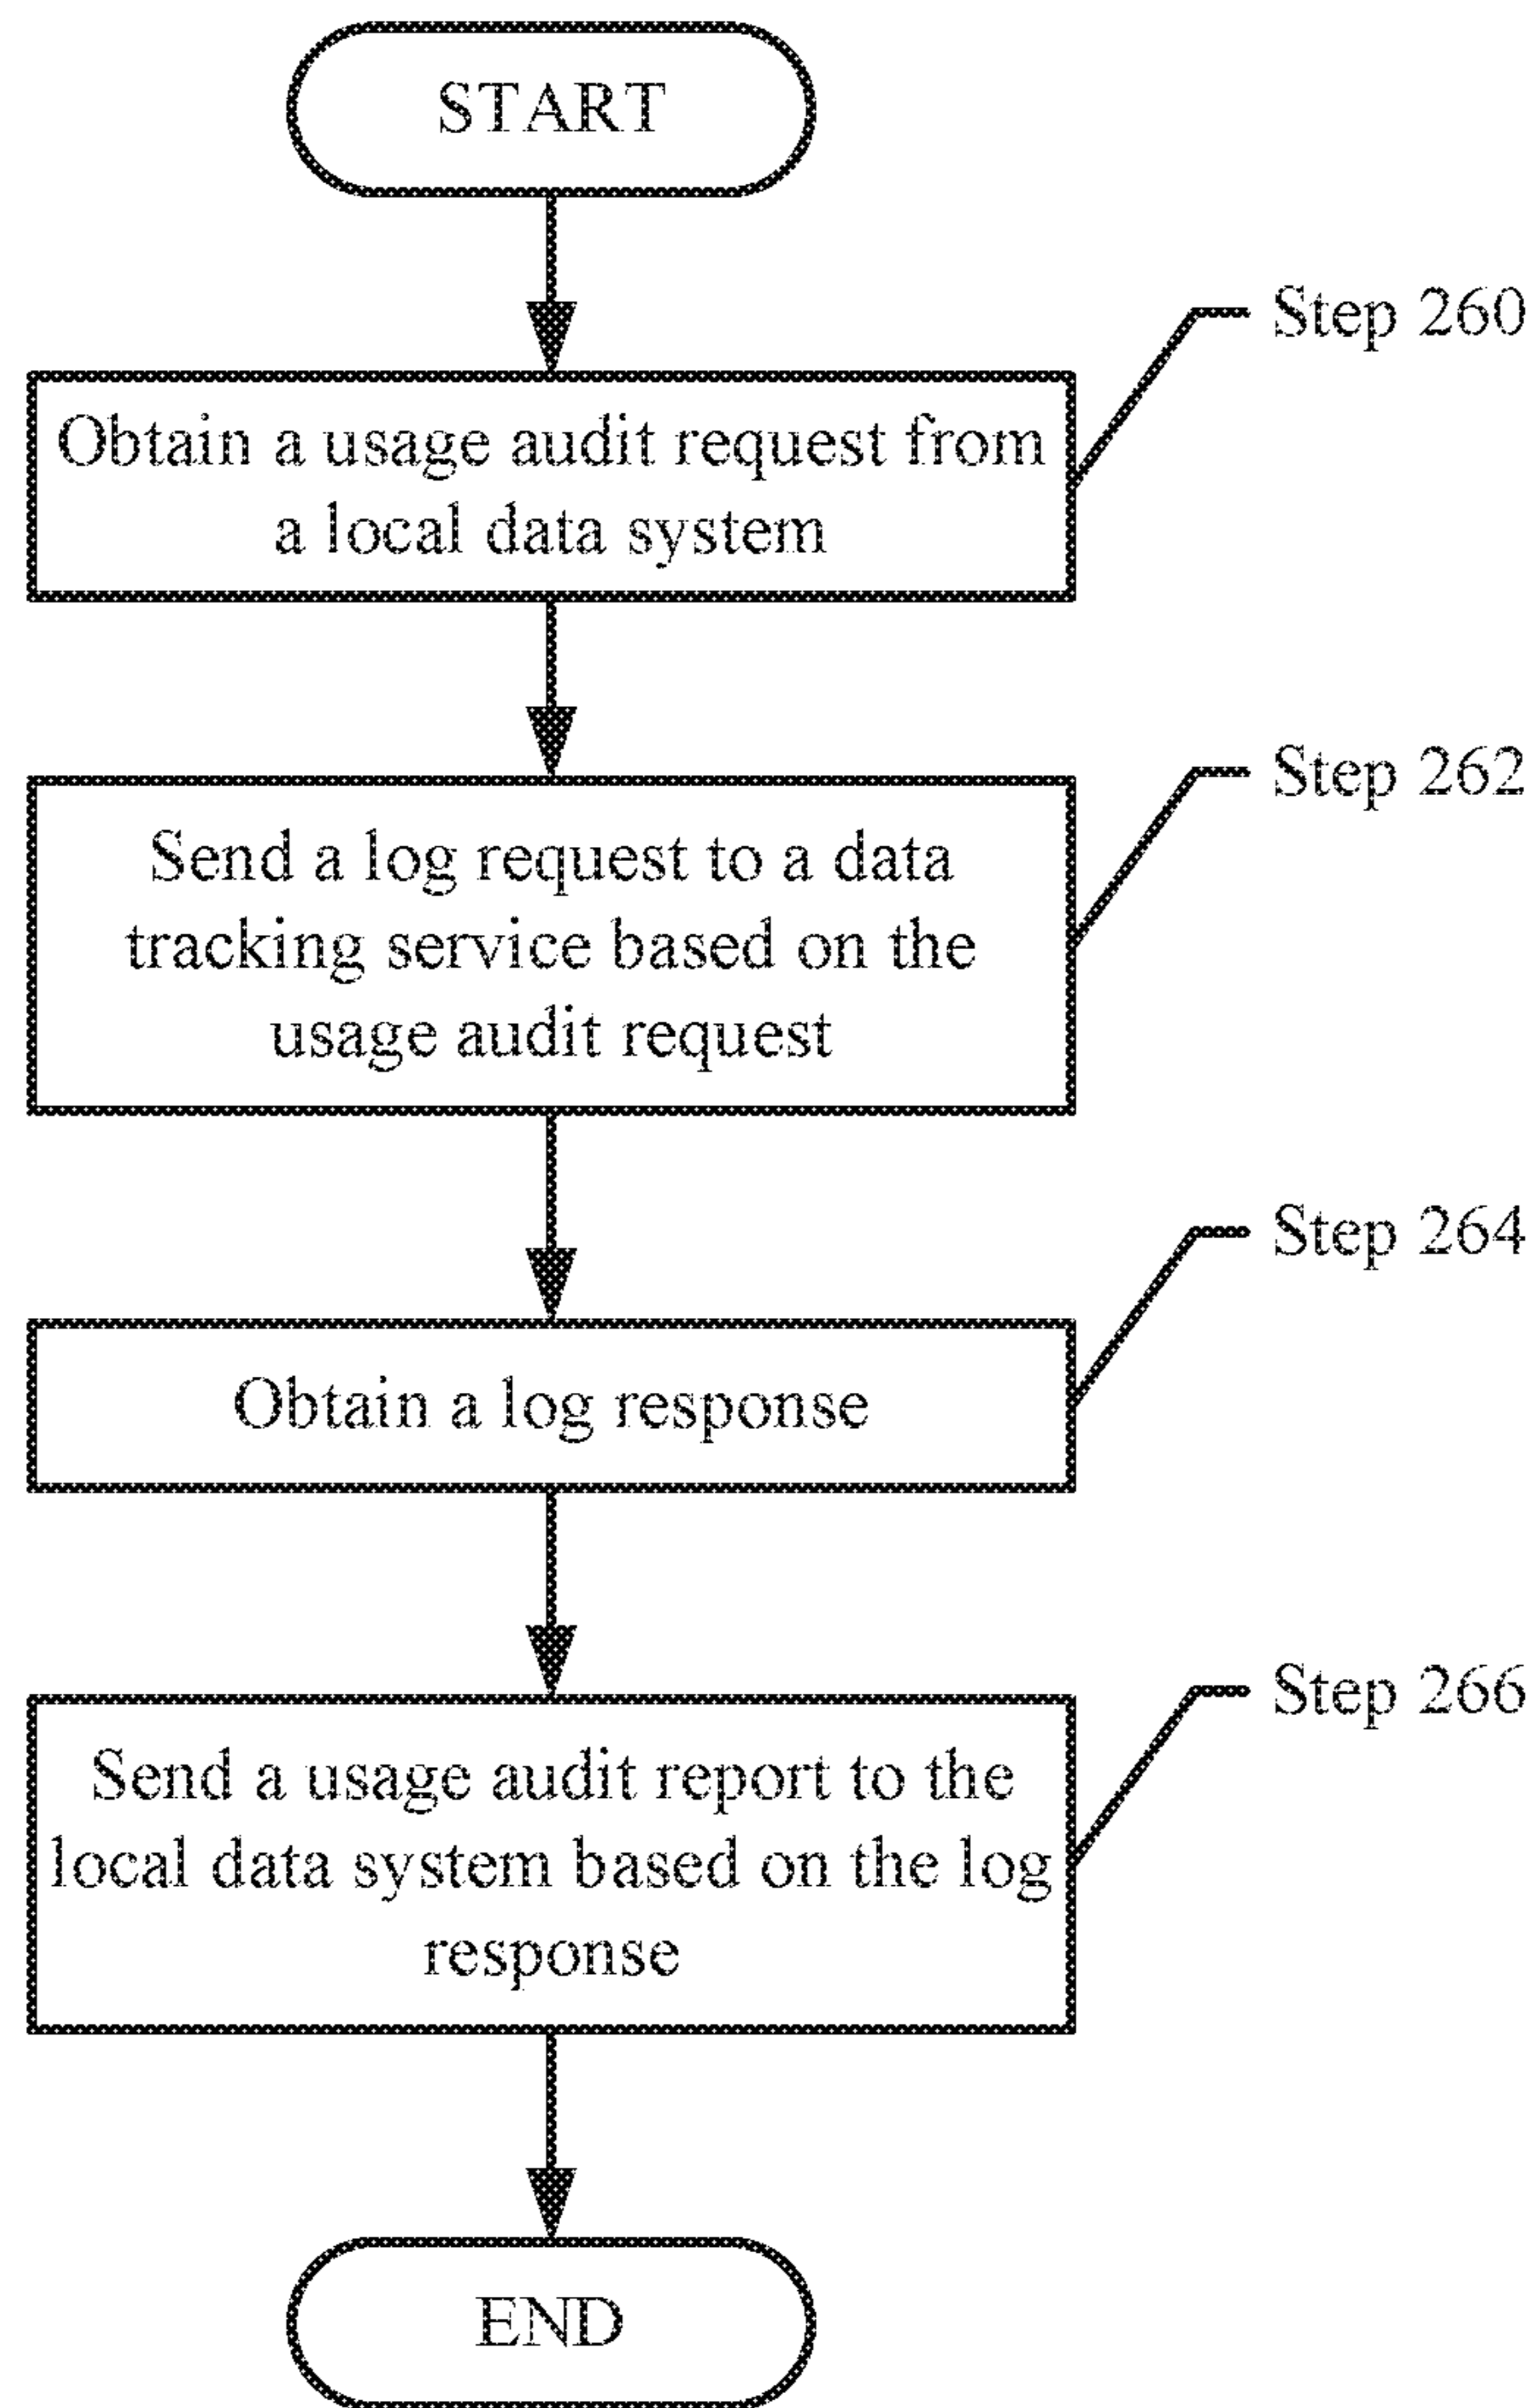 START
Step 260
Obtain a usage audit request from
a local data system
Step 262
Send a log request to a data
tracking service based on the
usage audit request
Step 264
Obtain a log response
Step 266
Send a usage audit report to the
local data system based on the log
response
END